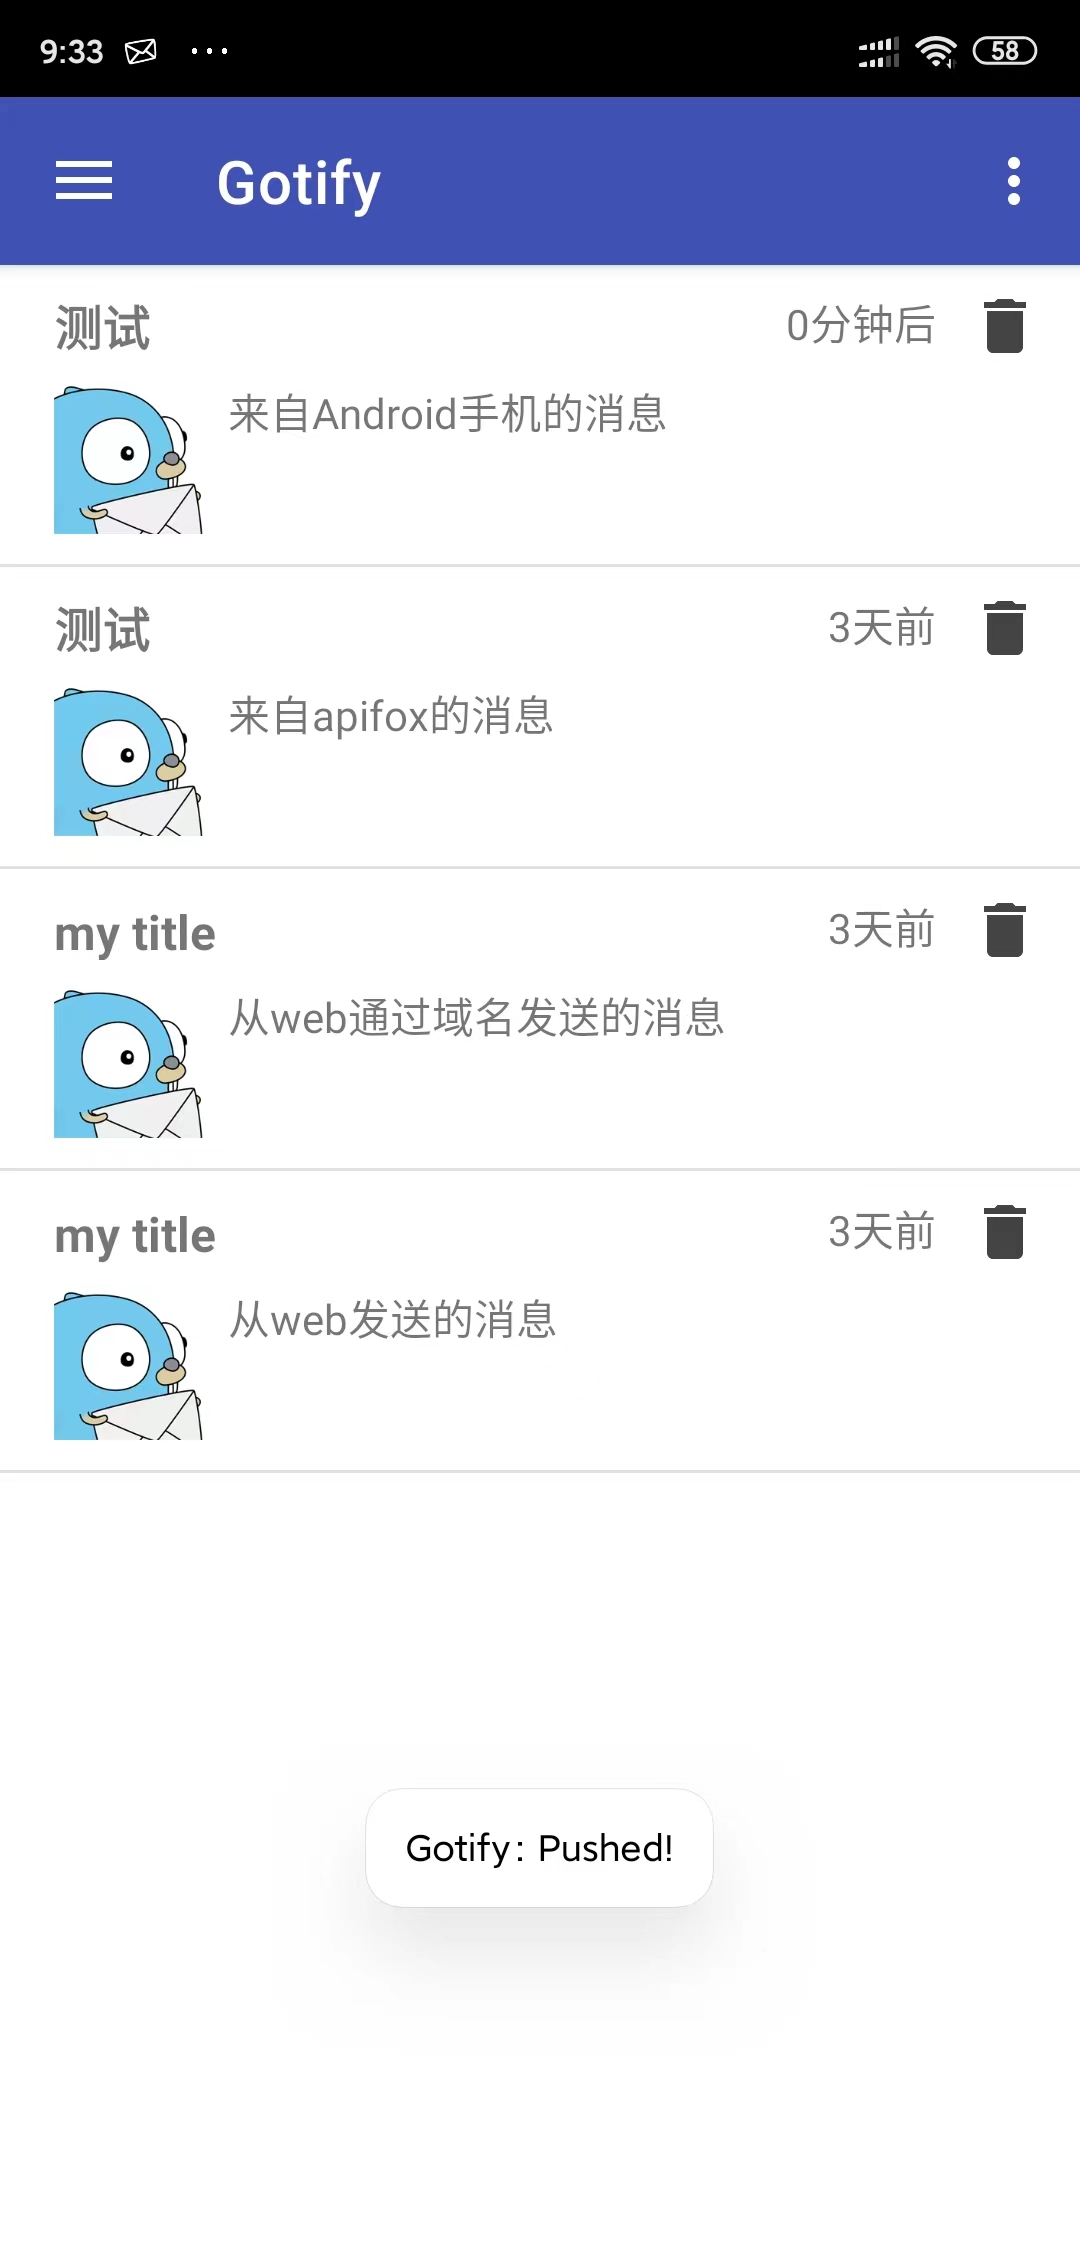 9:33
58
Gotify
测试
0分钟后
来自Android手机的消息
测试
3天前
来自apifox的消息
my title
3天前
从web通过域名发送的消息
my title
3天前
从web发送的消息
Gotify: Pushed!